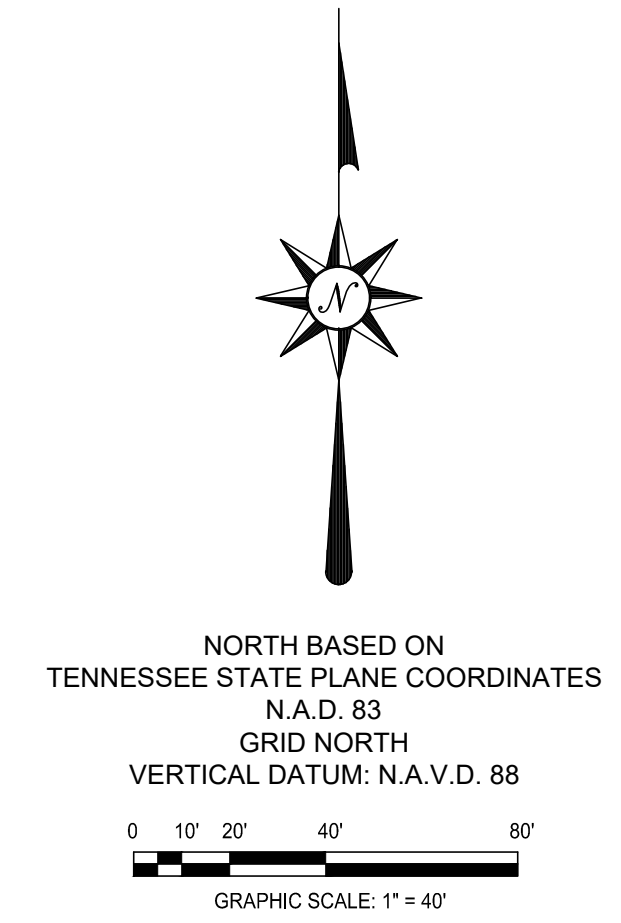 N
NORTH BASED ON
TENNESSEE STATE PLANE COORDINATES
N.A.D. 83
GRID NORTH
VERTICAL DATUM: N.A.V.D. 88
0 10' 20' 40' 80'
GRAPHIC SCALE: 1" = 40'